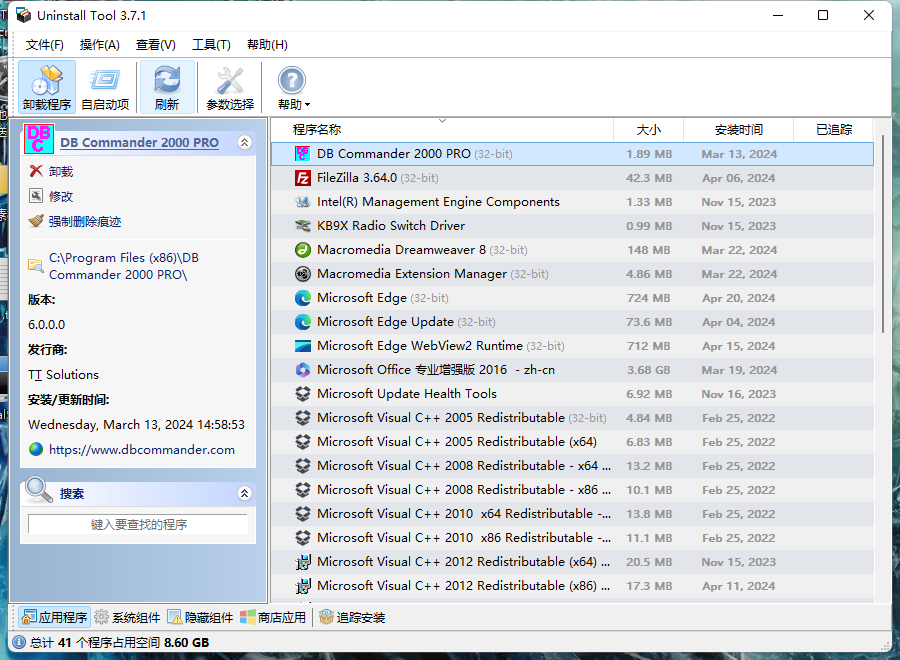 Uninstall Tool 3.7.1
文件(F) 操作(A) 查看(V) 工具(T) 帮助(H)
卸载程序 自启动项 刷新 参数选择 帮助
DB Commander 2000 PRO
卸载
修改
强制删除痕迹
C:\Program Files (x86)\DB
Commander 2000 PRO\
版本:
6.0.0.0
发行商:
TT Solutions
安装/更新时间:
Wednesday, March 13, 2024 14:58:53
https://www.dbcommander.com
搜索
键入要查找的程序
程序名称 大小 安装时间 已追踪
DB Commander 2000 PRO (32-bit) 1.89 MB Mar 13, 2024
FileZilla 3.64.0 (32-bit) 42.3 MB Apr 06, 2024
Intel(R) Management Engine Components 1.33 MB Nov 15, 2023
KB9X Radio Switch Driver 0.99 MB Nov 15, 2023
Macromedia Dreamweaver 8 (32-bit) 148 MB Mar 22, 2024
Macromedia Extension Manager (32-bit) 4.86 MB Mar 22, 2024
Microsoft Edge (32-bit) 724 MB Apr 20, 2024
Microsoft Edge Update (32-bit) 73.6 MB Apr 04, 2024
Microsoft Edge WebView2 Runtime (32-bit) 712 MB Apr 15, 2024
Microsoft Office 专业增强版 2016 - zh-cn 3.68 GB Mar 19, 2024
Microsoft Update Health Tools 6.92 MB Nov 16, 2023
Microsoft Visual C++ 2005 Redistributable (32-bit) 4.84 MB Feb 25, 2022
Microsoft Visual C++ 2005 Redistributable (x64) 6.83 MB Feb 25, 2022
Microsoft Visual C++ 2008 Redistributable - x64 ... 13.2 MB Feb 25, 2022
Microsoft Visual C++ 2008 Redistributable - x86 ... 10.1 MB Feb 25, 2022
Microsoft Visual C++ 2010 x64 Redistributable -... 13.8 MB Feb 25, 2022
Microsoft Visual C++ 2010 x86 Redistributable -... 11.1 MB Feb 25, 2022
Microsoft Visual C++ 2012 Redistributable (x64) ... 20.5 MB Nov 15, 2023
Microsoft Visual C++ 2012 Redistributable (x86) ... 17.3 MB Apr 11, 2024
应用程序 系统组件 隐藏组件 商店应用 追踪安装
总计 41 个程序占用空间 8.60 GB